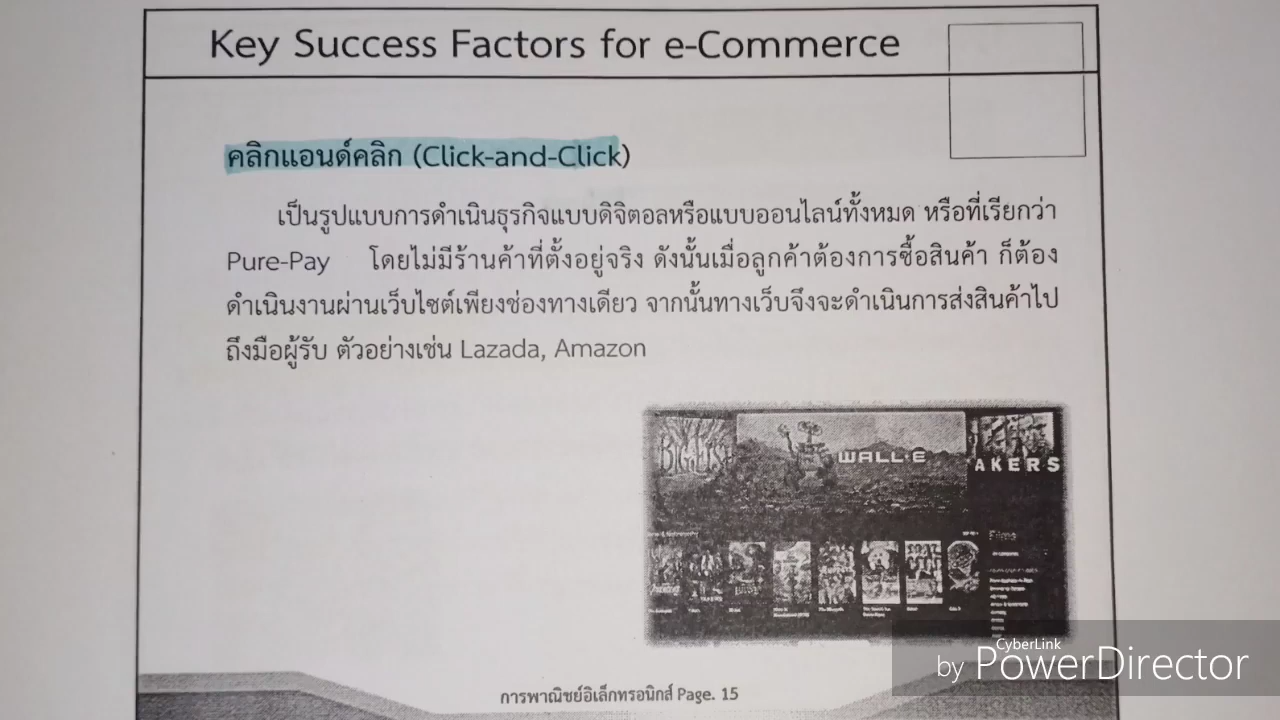 Key Success Factors for e-Commerce
คลิกแอนด์คลิก (Click-and-Click)
เป็นรูปแบบการดำเนินธุรกิจแบบดิจิตอลหรือแบบออนไลน์ทั้งหมด หรือที่เรียกว่า
Pure-Pay โดยไม่มีร้านค้าที่ตั้งอยู่จริง ดังนั้นเมื่อลูกค้าต้องการซื้อสินค้า ก็ต้อง
ดำเนินงานผ่านเว็บไซต์เพียงช่องทางเดียว จากนั้นทางเว็บจึงจะดำเนินการส่งสินค้าไป
ถึงมือผู้รับ ตัวอย่างเช่น Lazada, Amazon
WALL·E
AKERS
Films
การพาณิชย์อิเล็กทรอนิกส์ Page. 15
CyberLink
by PowerDirector